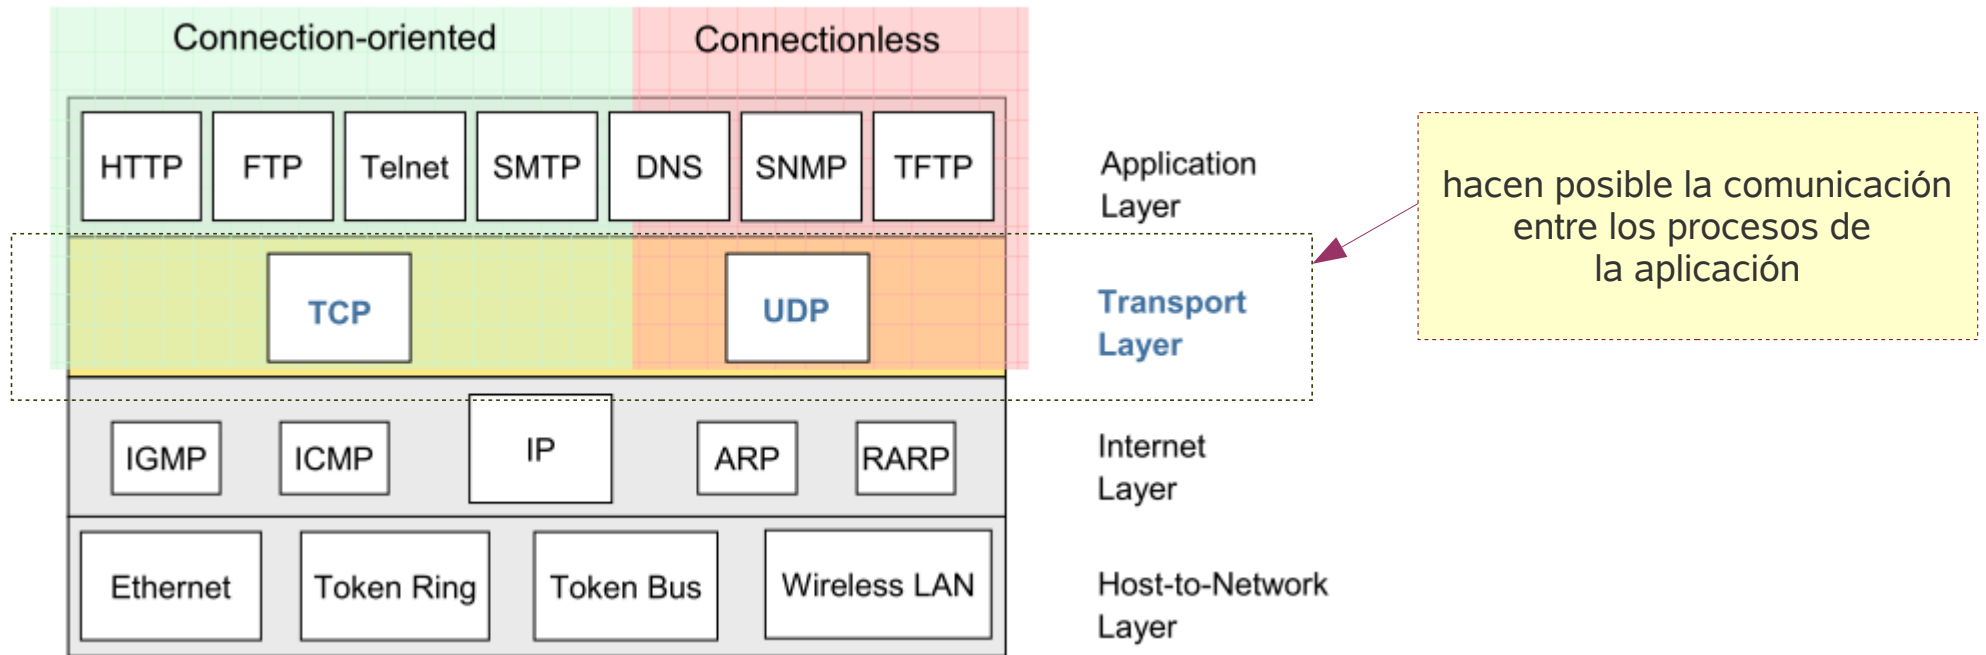 Connection-oriented
Connectionless
HTTP
FTP
Telnet
SMTP
DNS
SNMP
TFTP
Application
Layer
hacen posible la comunicación
entre los procesos de
la aplicación
TCP
UDP
Transport
Layer
IGMP
ICMP
IP
ARP
RARP
Internet
Layer
Ethernet
Token Ring
Token Bus
Wireless LAN
Host-to-Network
Layer